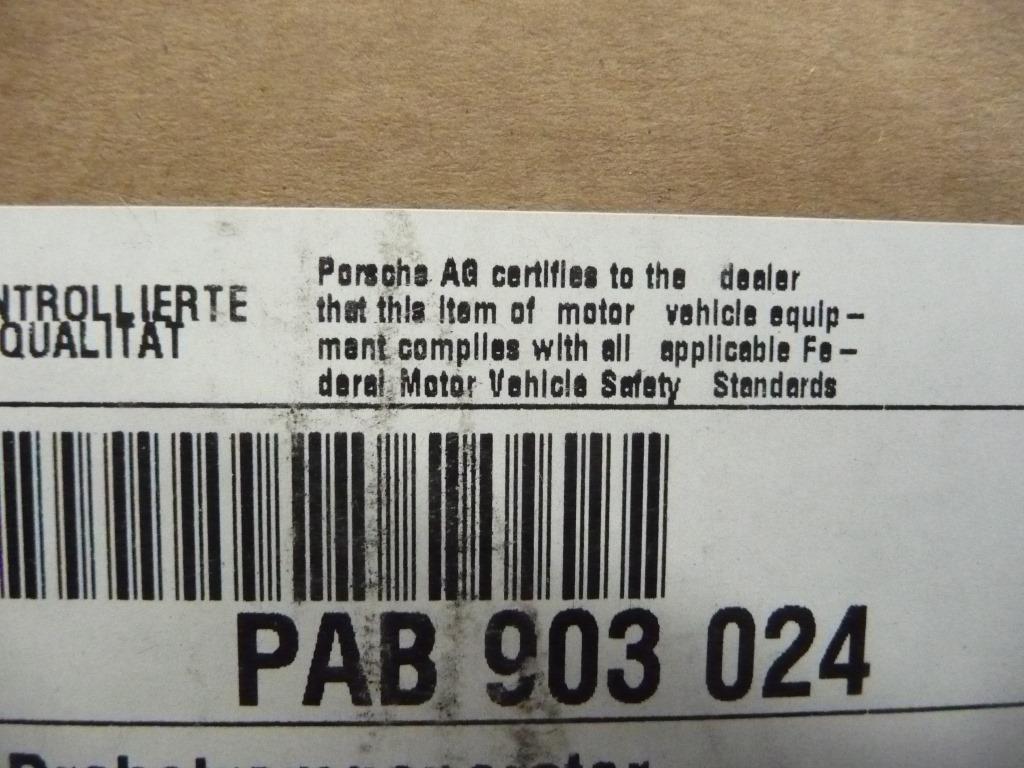 NTROLLIERTE
QUALITÄT
Porsche AG certifies to the dealer
that this item of motor vehicle equip-
ment complies with all applicable Fe-
deral Motor Vehicle Safety Standards
PAB 903 024